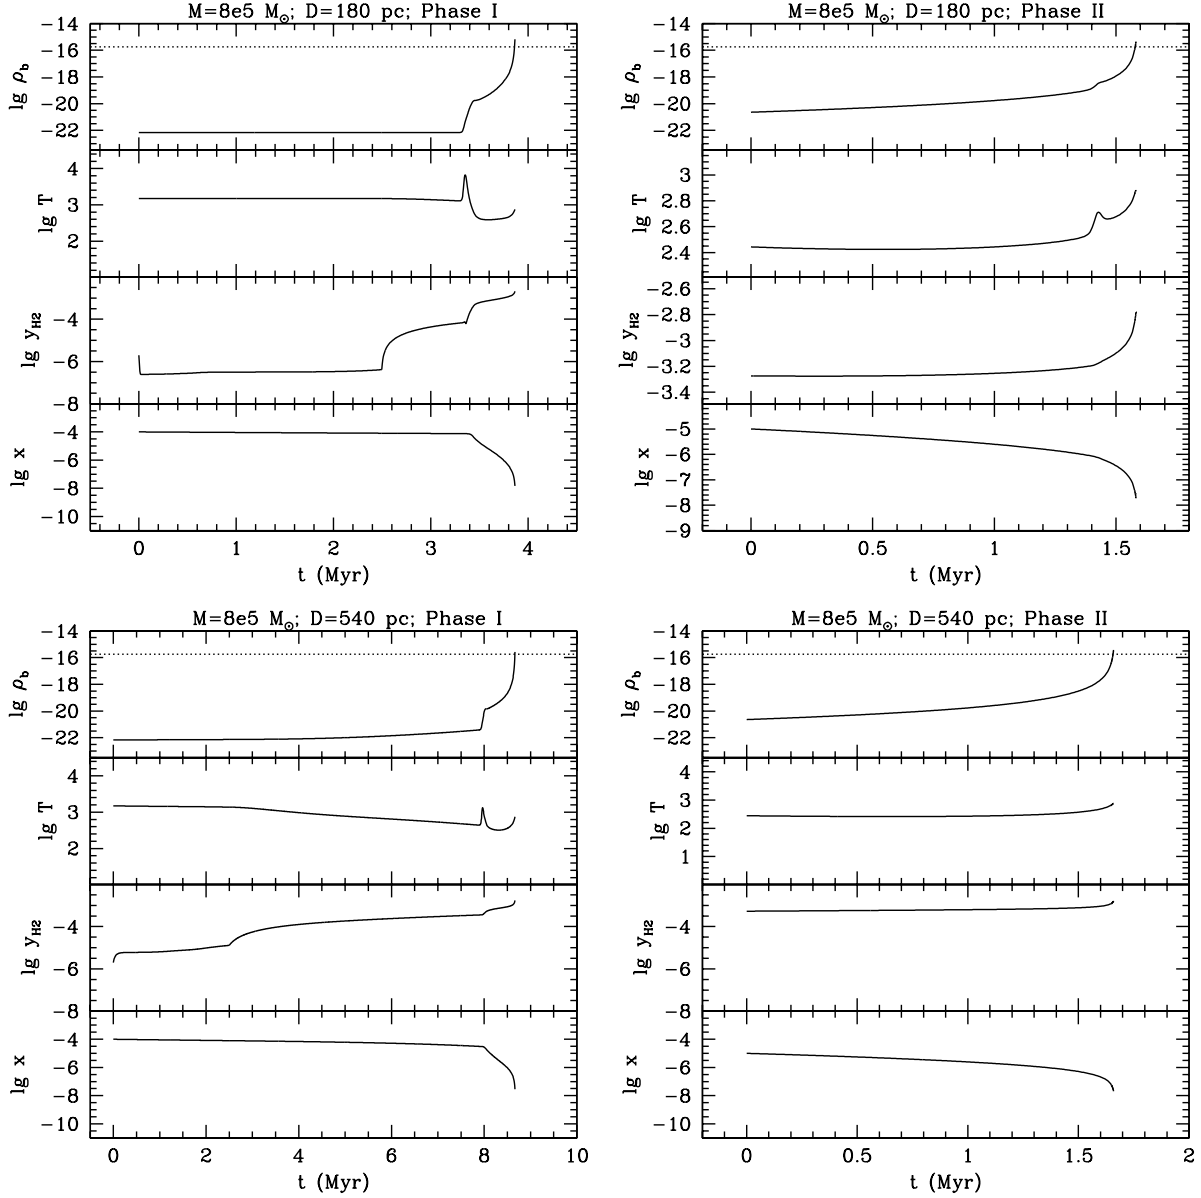 M=8e5 M⊙; D=180 pc; Phase I
−14
−16
−18
−20
−22
lg ρb
4
3
2
lg T
−4
−6
−8
lg yH2
−4
−6
−8
−10
lg x
0 1 2 3 4
t (Myr)
M=8e5 M⊙; D=180 pc; Phase II
−14
−16
−18
−20
−22
lg ρb
3
2.8
2.6
2.4
lg T
−2.6
−2.8
−3
−3.2
−3.4
lg yH2
−5
−6
−7
−8
−9
lg x
0 0.5 1 1.5
t (Myr)
M=8e5 M⊙; D=540 pc; Phase I
−14
−16
−18
−20
−22
lg ρb
4
3
2
lg T
−4
−6
−8
lg yH2
−4
−6
−8
−10
lg x
0 2 4 6 8 10
t (Myr)
M=8e5 M⊙; D=540 pc; Phase II
−14
−16
−18
−20
−22
lg ρb
4
3
2
1
lg T
−4
−6
−8
lg yH2
−4
−6
−8
−10
lg x
0 0.5 1 1.5 2
t (Myr)